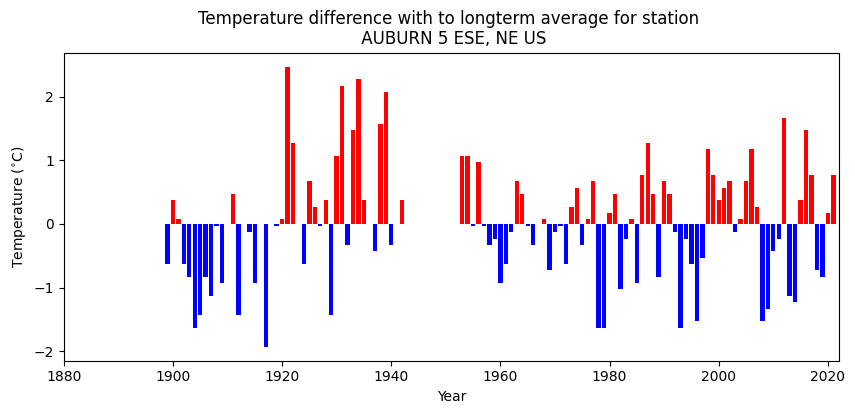 Temperature difference with to longterm average for station
AUBURN 5 ESE, NE US
Temperature (°C)
2
1
0
−1
−2
1880 1900 1920 1940 1960 1980 2000 2020
Year